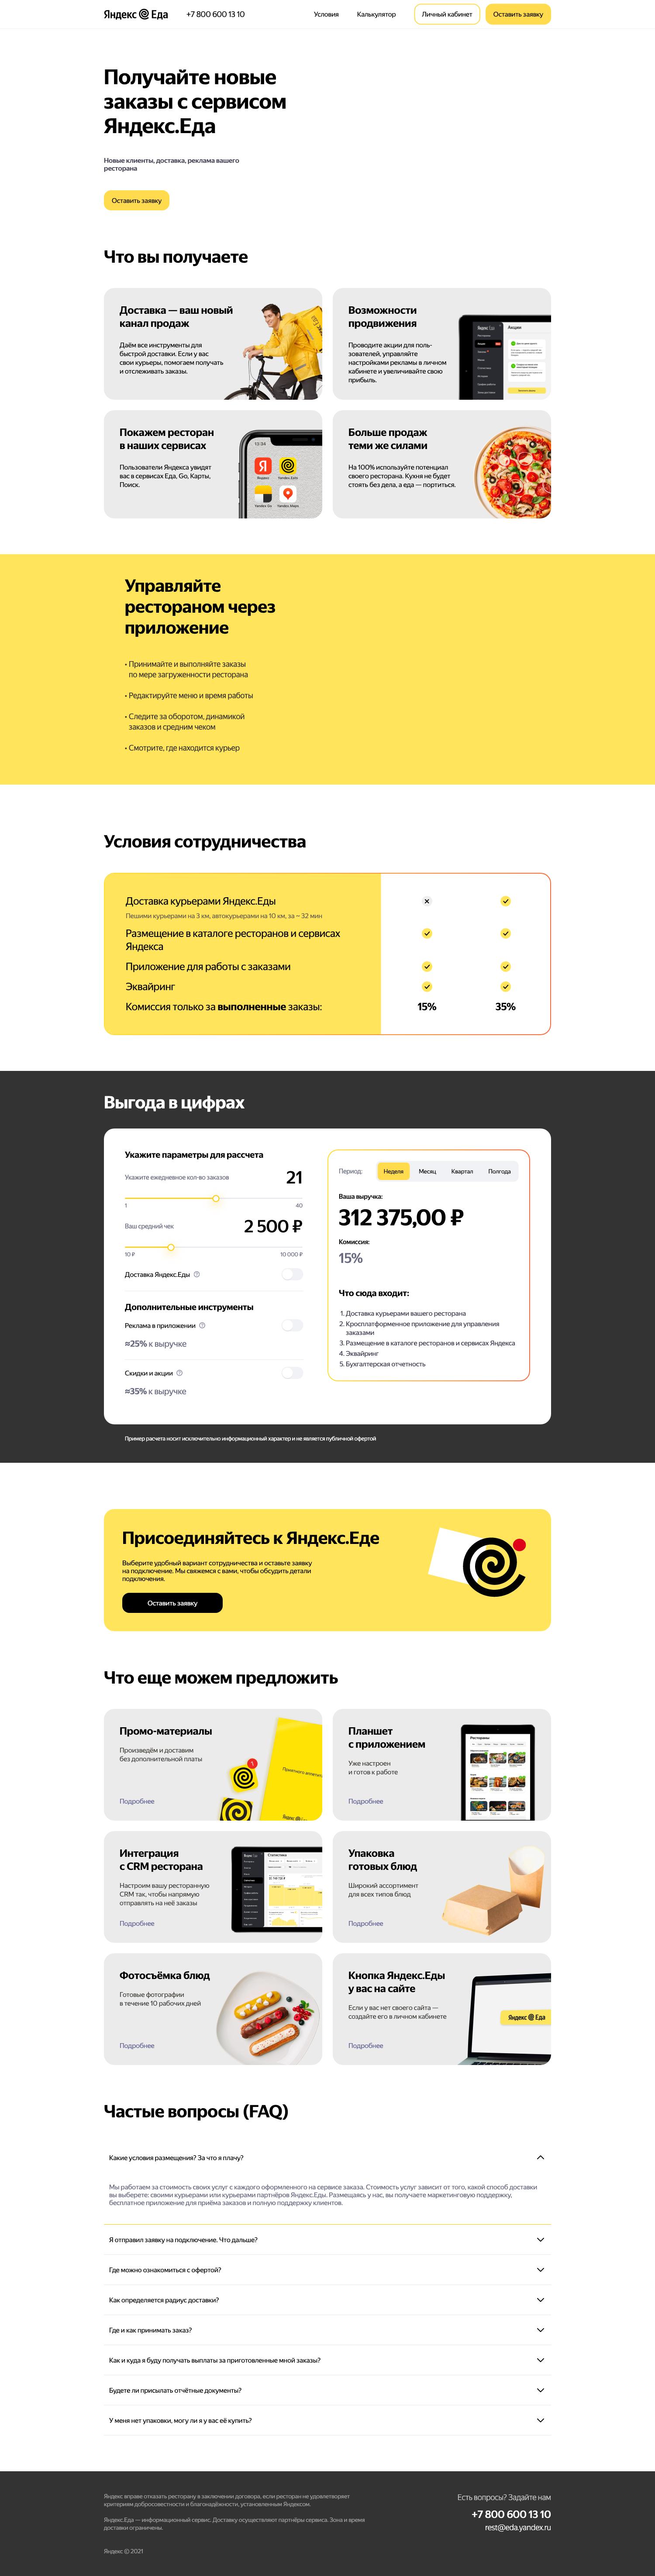 Яндекс Еда
+7 800 600 13 10
Условия
Калькулятор
Личный кабинет
Оставить заявку
Получайте новые
заказы с сервисом
Яндекс.Еда
Новые клиенты, доставка, реклама вашего
ресторана
Оставить заявку
Что вы получаете
Доставка — ваш новый
канал продаж
Даём все инструменты для
быстрой доставки. Если у вас
свои курьеры, помогаем получать
и отслеживать заказы.
Возможности
продвижения
Проводите акции для поль-
зователей, управляйте
настройками рекламы в личном
кабинете и увеличивайте свою
прибыль.
Акции
Покажем ресторан
в наших сервисах
Пользователи Яндекса увидят
вас в сервисах Еда, Go, Карты,
Поиск.
Больше продаж
теми же силами
На 100% используйте потенциал
своего ресторана. Кухня не будет
стоять без дела, а еда — портиться.
Управляйте
рестораном через
приложение
• Принимайте и выполняйте заказы
по мере загруженности ресторана
• Редактируйте меню и время работы
• Следите за оборотом, динамикой
заказов и средним чеком
• Смотрите, где находится курьер
Условия сотрудничества
Доставка курьерами Яндекс.Еды
Пешими курьерами на 3 км, автокурьерами на 10 км, за ~ 32 мин
Размещение в каталоге ресторанов и сервисах
Яндекса
Приложение для работы с заказами
Эквайринг
Комиссия только за выполненные заказы:
15%
35%
Выгода в цифрах
Укажите параметры для рассчета
Укажите ежедневное кол-во заказов
21
1
40
Ваш средний чек
2 500 ₽
10 ₽
10 000 ₽
Доставка Яндекс.Еды
Дополнительные инструменты
Реклама в приложении
≈25% к выручке
Скидки и акции
≈35% к выручке
Период:
Неделя
Месяц
Квартал
Полгода
Ваша выручка:
312 375,00 ₽
Комиссия:
15%
Что сюда входит:
1. Доставка курьерами вашего ресторана
2. Кросплатформенное приложение для управления
заказами
3. Размещение в каталоге ресторанов и сервисах Яндекса
4. Эквайринг
5. Бухгалтерская отчетность
Пример расчета носит исключительно информационный характер и не является публичной офертой
Присоединяйтесь к Яндекс.Еде
Выберите удобный вариант сотрудничества и оставьте заявку
на подключение. Мы свяжемся с вами, чтобы обсудить детали
подключения.
Оставить заявку
Что еще можем предложить
Промо-материалы
Произведём и доставим
без дополнительной платы
Подробнее
Планшет
с приложением
Уже настроен
и готов к работе
Подробнее
Интеграция
с CRM ресторана
Настроим вашу ресторанную
CRM так, чтобы напрямую
отправлять на неё заказы
Подробнее
Упаковка
готовых блюд
Широкий ассортимент
для всех типов блюд
Подробнее
Фотосъёмка блюд
Готовые фотографии
в течение 10 рабочих дней
Подробнее
Кнопка Яндекс.Еды
у вас на сайте
Если у вас нет своего сайта —
создайте его в личном кабинете
Подробнее
Яндекс Еда
Частые вопросы (FAQ)
Какие условия размещения? За что я плачу?
Мы работаем за стоимость своих услуг с каждого оформленного на сервисе заказа. Стоимость услуг зависит от того, какой способ доставки
вы выберете: своими курьерами или курьерами партнёров Яндекс.Еды. Размещаясь у нас, вы получаете маркетинговую поддержку,
бесплатное приложение для приёма заказов и полную поддержку клиентов.
Я отправил заявку на подключение. Что дальше?
Где можно ознакомиться с офертой?
Как определяется радиус доставки?
Где и как принимать заказ?
Как и куда я буду получать выплаты за приготовленные мной заказы?
Будете ли присылать отчётные документы?
У меня нет упаковки, могу ли я у вас её купить?
Яндекс вправе отказать ресторану в заключении договора, если ресторан не удовлетворяет
критериям добросовестности и благонадёжности, установленным Яндексом.
Яндекс.Еда — информационный сервис. Доставку осуществляют партнёры сервиса. Зона и время
доставки ограничены.
Яндекс © 2021
Есть вопросы? Задайте нам
+7 800 600 13 10
rest@eda.yandex.ru